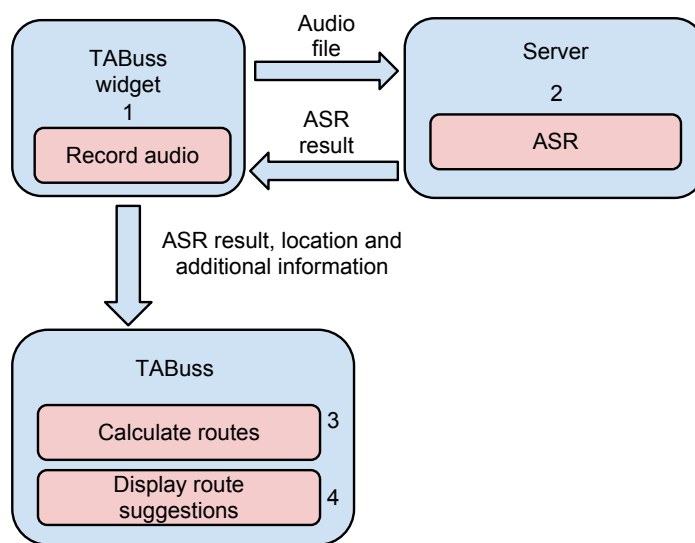 TABuss
widget
1
Record audio
Audio
file
ASR
result
Server
2
ASR
ASR result, location and
additional information
TABuss
Calculate routes
3
Display route
suggestions
4